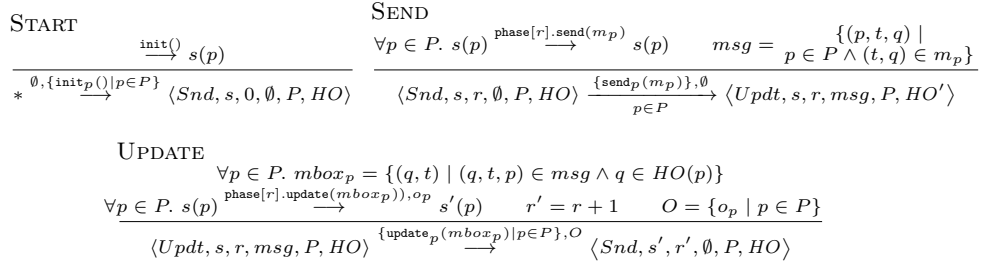 START
init()
⟶ s(p)
∗ ∅,{init_p()|p∈P} ⟶ ⟨Snd, s, 0, ∅, P, HO⟩
SEND
∀p ∈ P. s(p) phase[r].send(m_p) ⟶ s(p) msg = {(p, t, q) |
p ∈ P ∧ (t, q) ∈ m_p}
⟨Snd, s, r, ∅, P, HO⟩ {send_p(m_p)},∅ ⟶ p∈P ⟨Updt, s, r, msg, P, HO′⟩
UPDATE
∀p ∈ P. mbox_p = {(q, t) | (q, t, p) ∈ msg ∧ q ∈ HO(p)}
∀p ∈ P. s(p) phase[r].update(mbox_p)),o_p ⟶ s′(p) r′ = r + 1 O = {o_p | p ∈ P}
⟨Updt, s, r, msg, P, HO⟩ {update_p(mbox_p)|p∈P},O ⟶ ⟨Snd, s′, r′, ∅, P, HO⟩